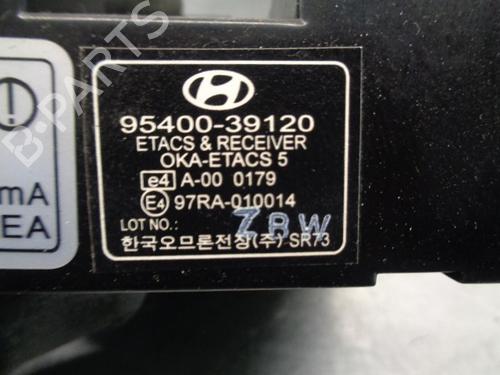 95400-39120
ETACS & RECEIVER
OKA-ETACS 5
e4 A-00 0179
E4 97RA-010014
LOT NO.: ZBW
한국오므론전장(주) SR73
mA
EA
B-PARTS